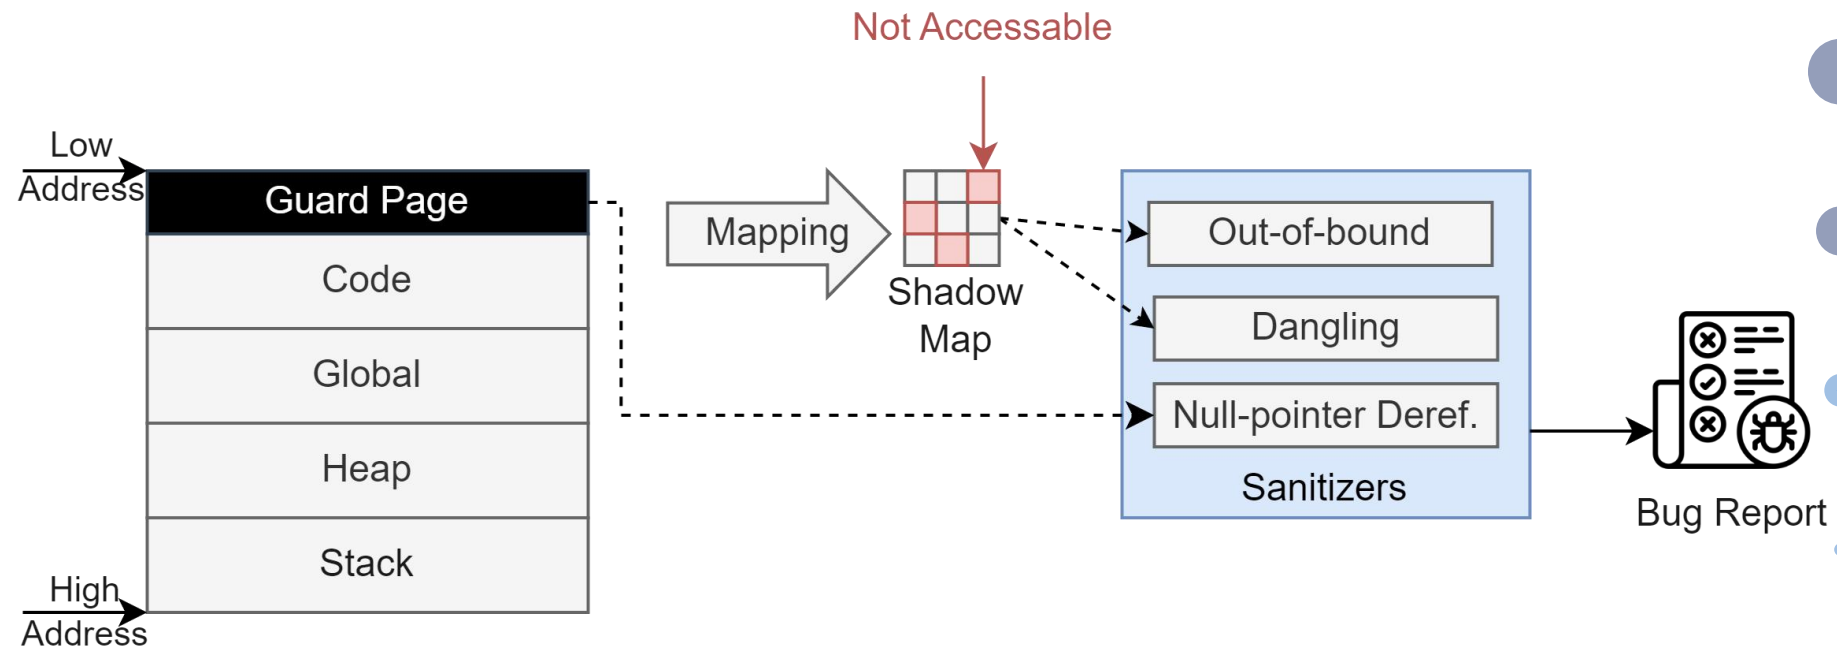 Not Accessable
Low
Address
Guard Page
Code
Global
Heap
Stack
High
Address
Mapping
Shadow
Map
Out-of-bound
Dangling
Null-pointer Deref.
Sanitizers
Bug Report